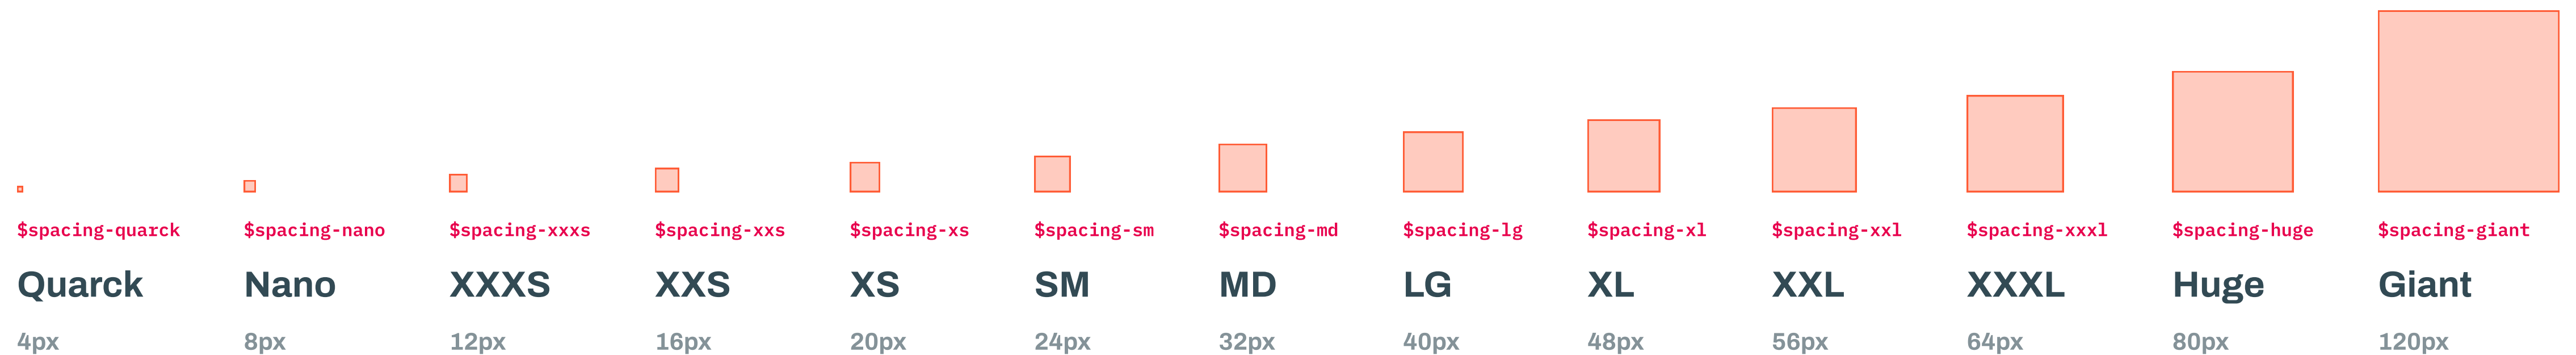 $spacing-quarck $spacing-nano $spacing-xxxs $spacing-xxs $spacing-xs $spacing-sm $spacing-md $spacing-lg $spacing-xl $spacing-xxl $spacing-xxxl $spacing-huge $spacing-giant
Quarck Nano XXXS XXS XS SM MD LG XL XXL XXXL Huge Giant
4px 8px 12px 16px 20px 24px 32px 40px 48px 56px 64px 80px 120px